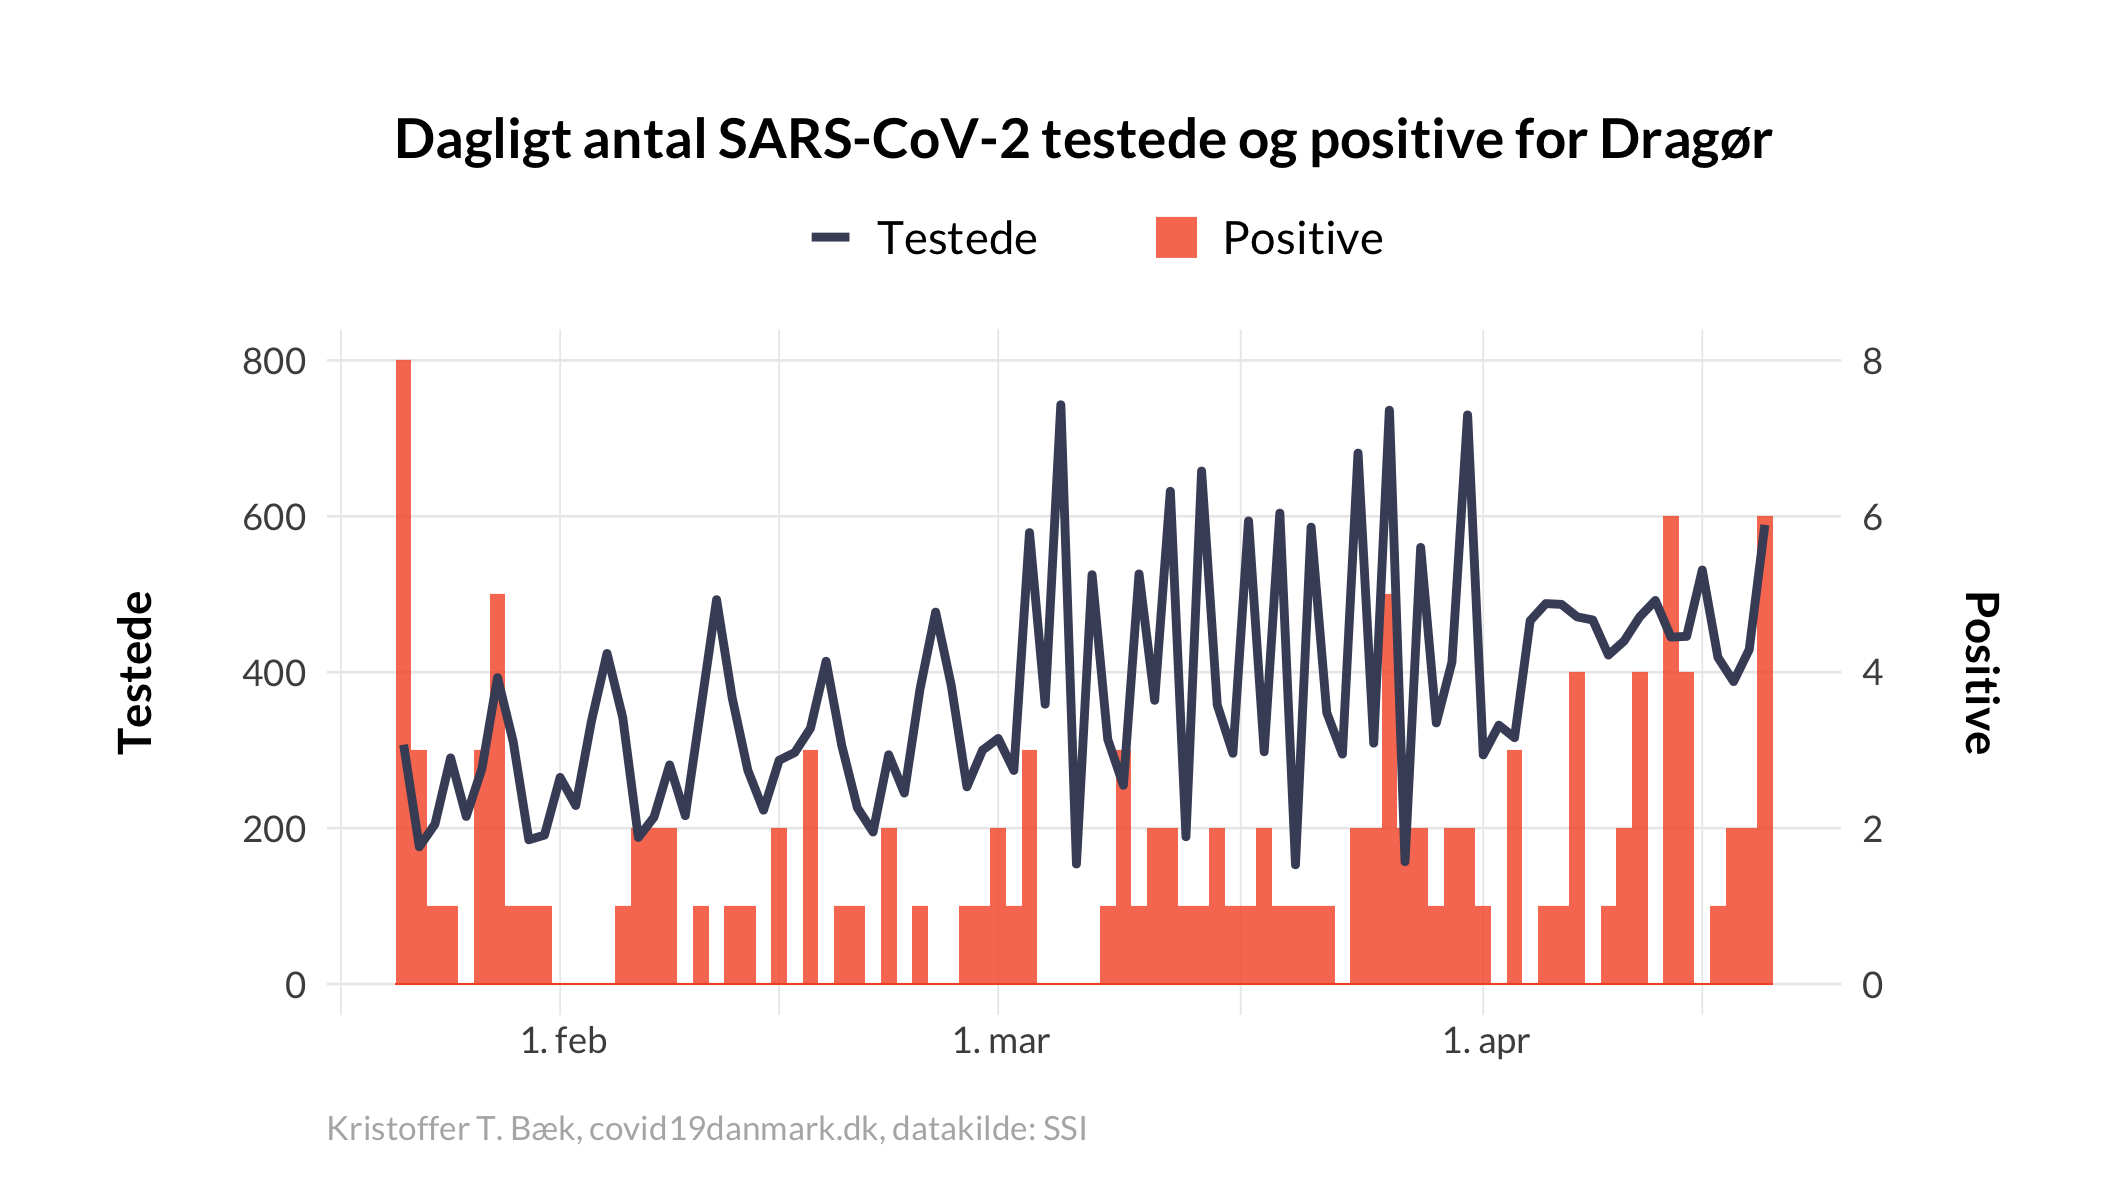 Dagligt antal SARS-CoV-2 testede og positive for Dragør
Testede
Positive
800
600
400
200
0
8
6
4
2
0
Testede
Positive
1. feb
1. mar
1. apr
Kristoffer T. Bæk, covid19danmark.dk, datakilde: SSI